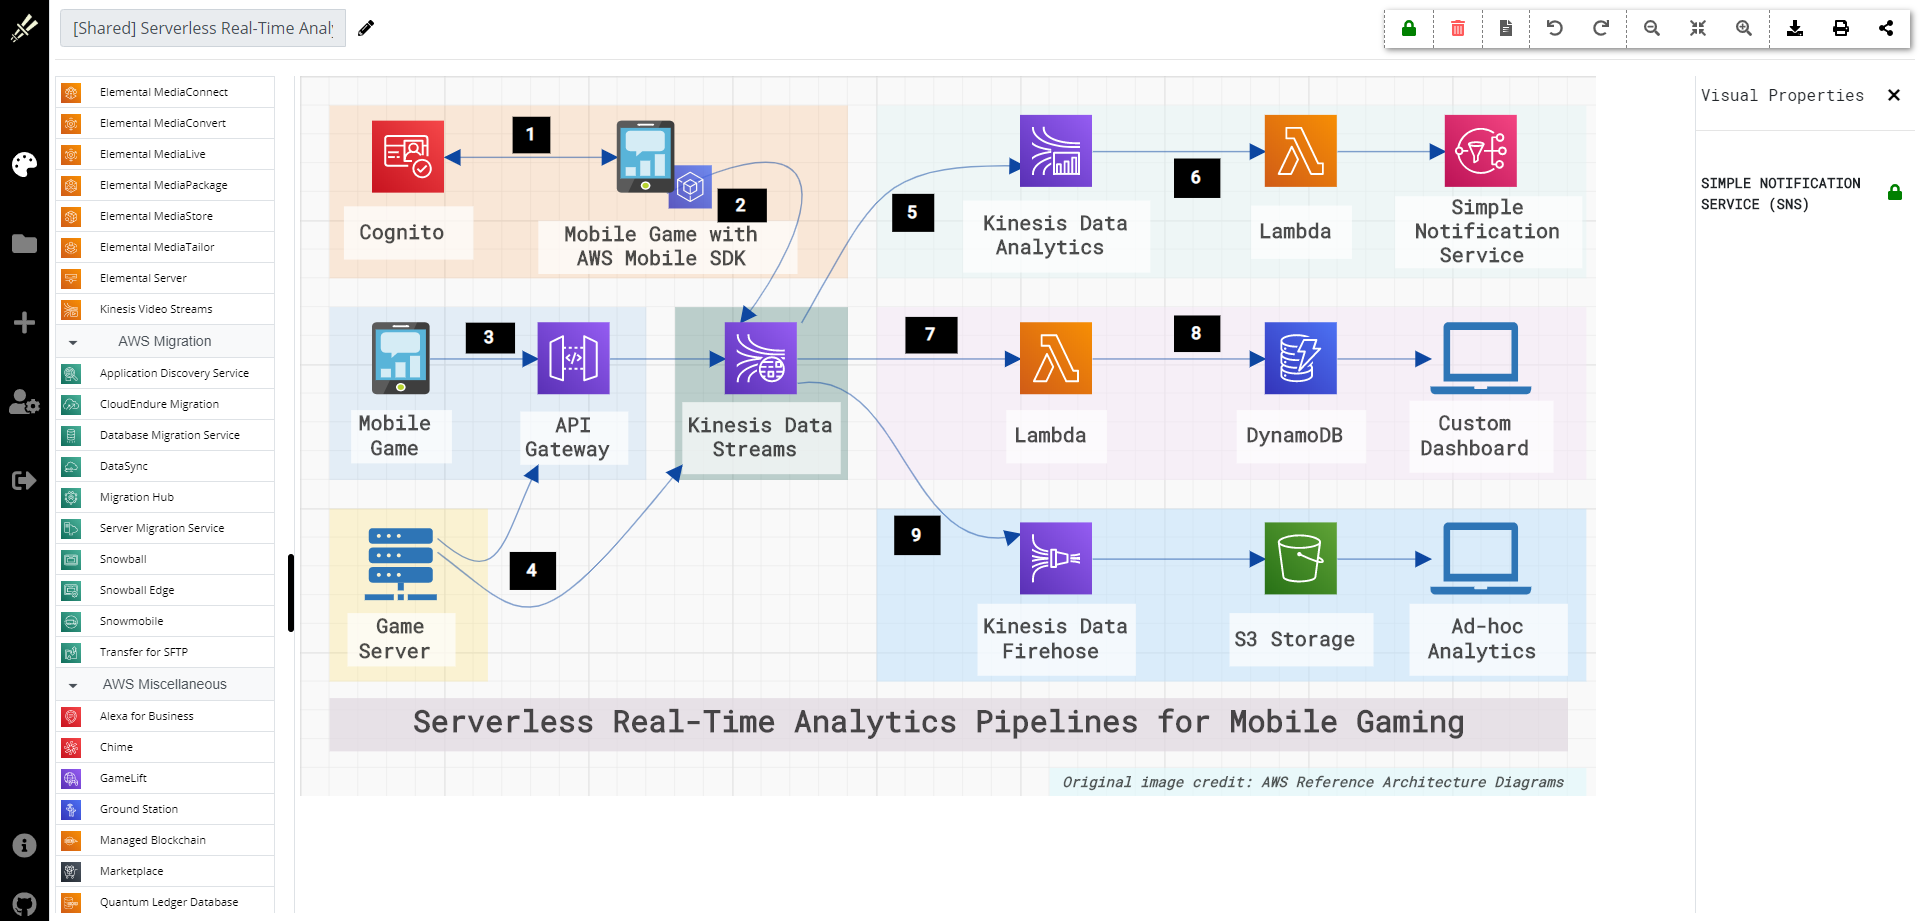 [Shared] Serverless Real-Time Analy
Elemental MediaConnect
Elemental MediaConvert
Elemental MediaLive
Elemental MediaPackage
Elemental MediaStore
Elemental MediaTailor
Elemental Server
Kinesis Video Streams
AWS Migration
Application Discovery Service
CloudEndure Migration
Database Migration Service
DataSync
Migration Hub
Server Migration Service
Snowball
Snowball Edge
Snowmobile
Transfer for SFTP
AWS Miscellaneous
Alexa for Business
Chime
GameLift
Ground Station
Managed Blockchain
Marketplace
Quantum Ledger Database
1
2
Cognito
Mobile Game with
AWS Mobile SDK
5
6
Kinesis Data
Analytics
Lambda
Simple
Notification
Service
3
Mobile
Game
API
Gateway
Kinesis Data
Streams
7
8
Lambda
DynamoDB
Custom
Dashboard
4
Game
Server
9
Kinesis Data
Firehose
S3 Storage
Ad-hoc
Analytics
Serverless Real-Time Analytics Pipelines for Mobile Gaming
Original image credit: AWS Reference Architecture Diagrams
Visual Properties
SIMPLE NOTIFICATION
SERVICE (SNS)